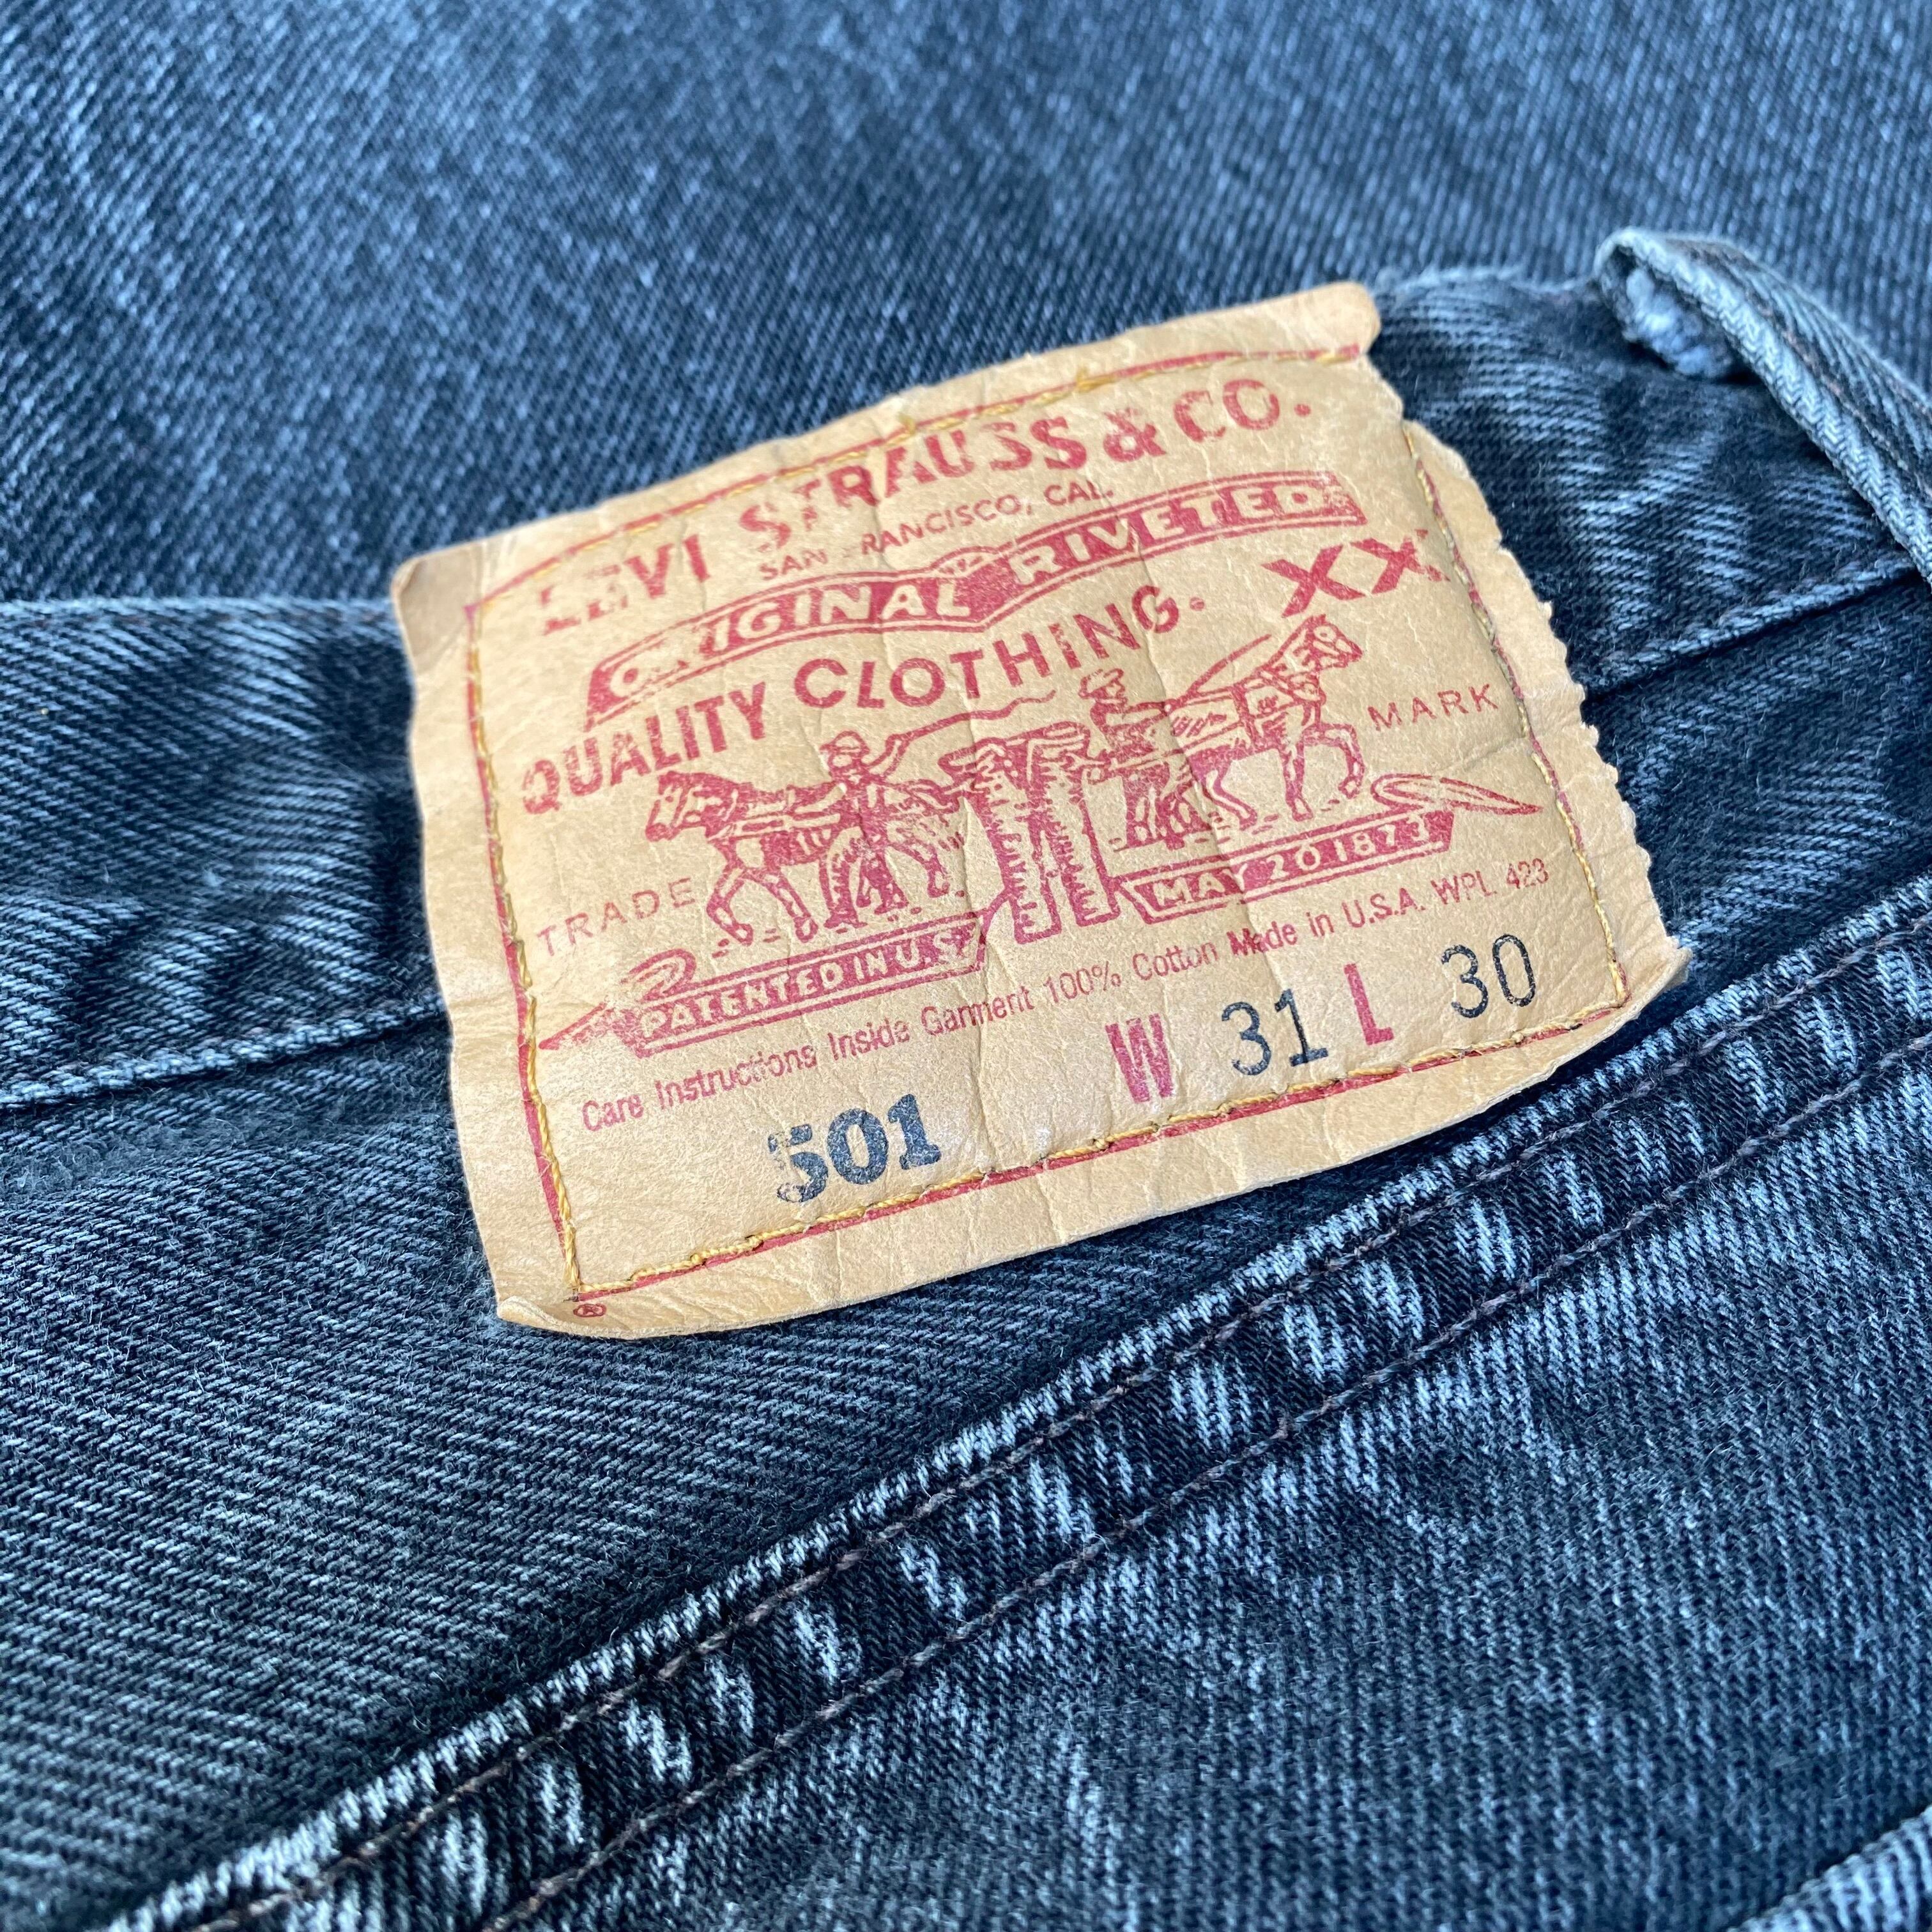 LEVI STRAUSS & CO.
SAN FRANCISCO, CAL.
ORIGINAL RIVETED
QUALITY CLOTHING. XX
TRADE MARK
PATENTED IN U.S. MAY 20 1873
Care Instructions Inside Garment 100% Cotton Made in U.S.A. WPL 423
501 W 31 L 30
®